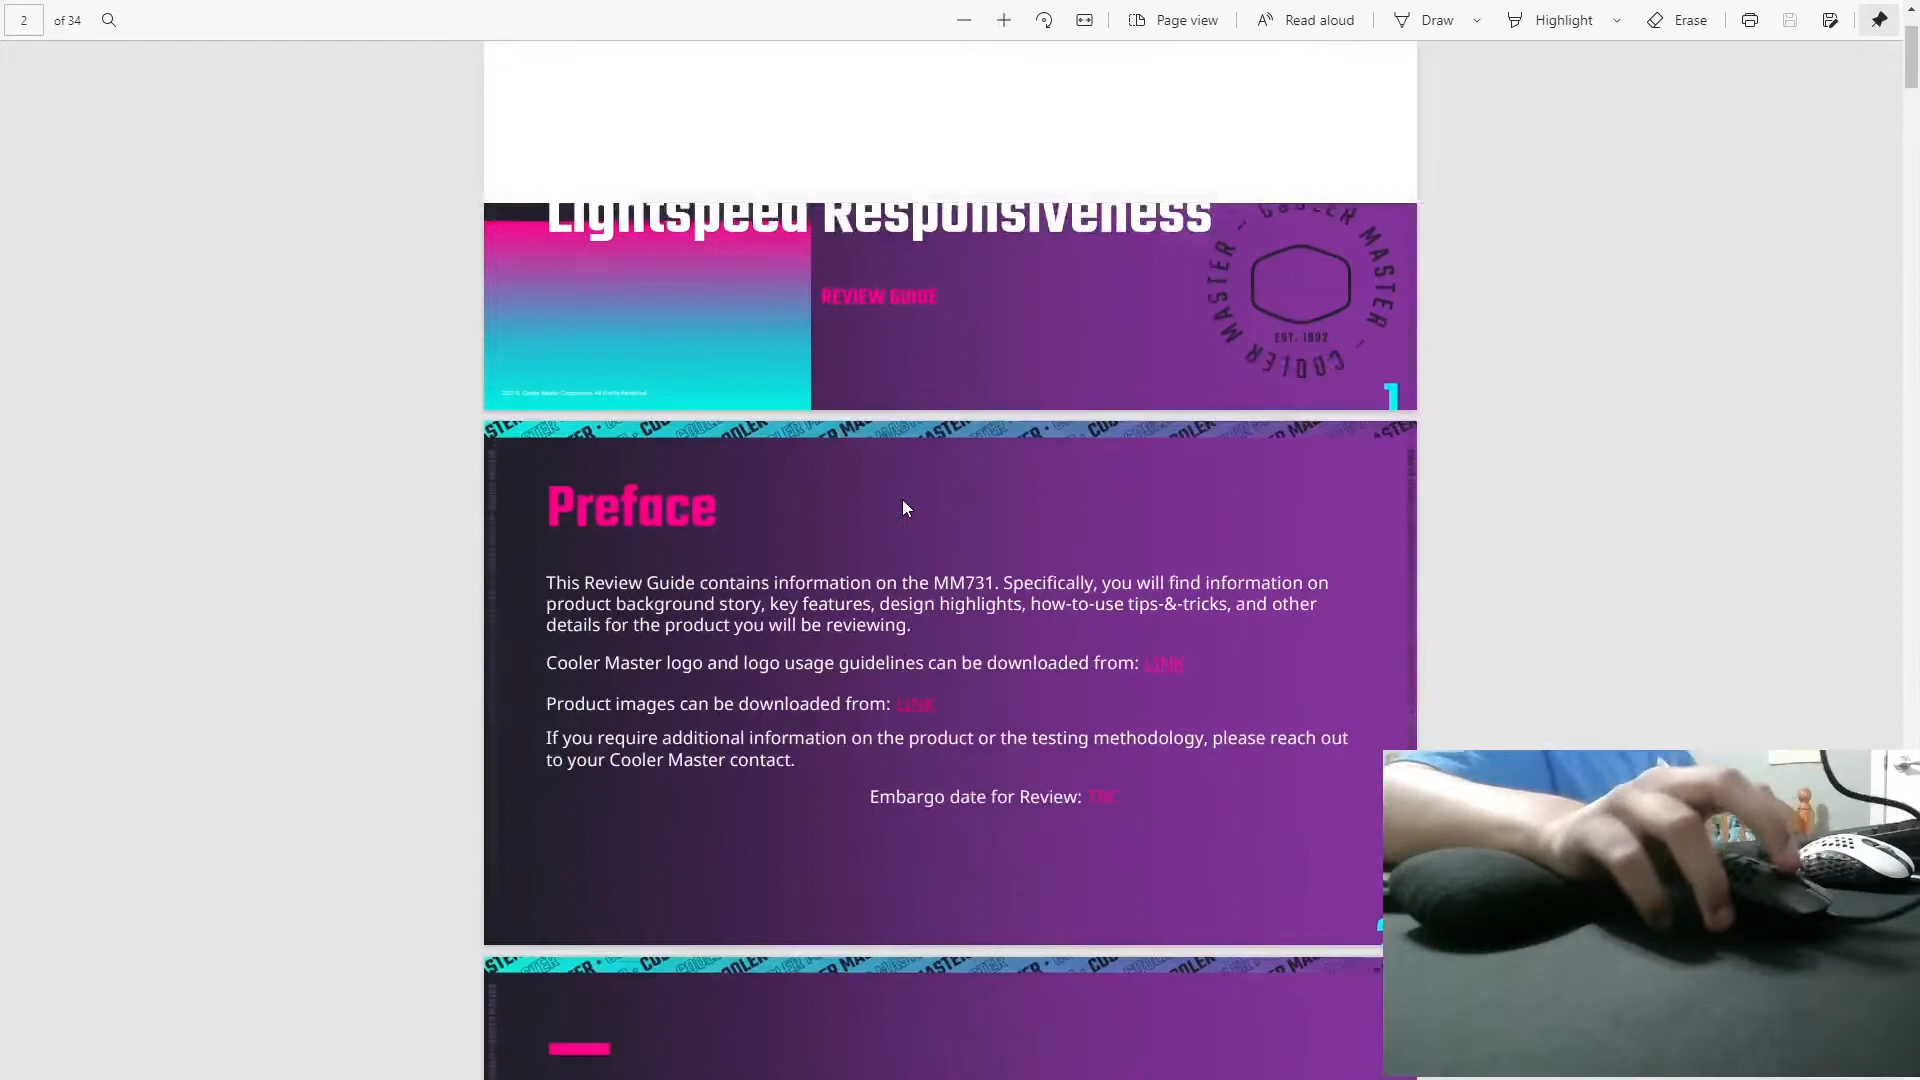 2 of 34 Page view Read aloud Draw Highlight Erase
Lightspeed Responsiveness
REVIEW GUIDE
COOLER MASTER - COOLER MASTER -
EST. 1992
1
Preface
This Review Guide contains information on the MM731. Specifically, you will find information on
product background story, key features, design highlights, how-to-use tips-&-tricks, and other
details for the product you will be reviewing.
Cooler Master logo and logo usage guidelines can be downloaded from: LINK
Product images can be downloaded from: LINK
If you require additional information on the product or the testing methodology, please reach out
to your Cooler Master contact.
Embargo date for Review: TBC